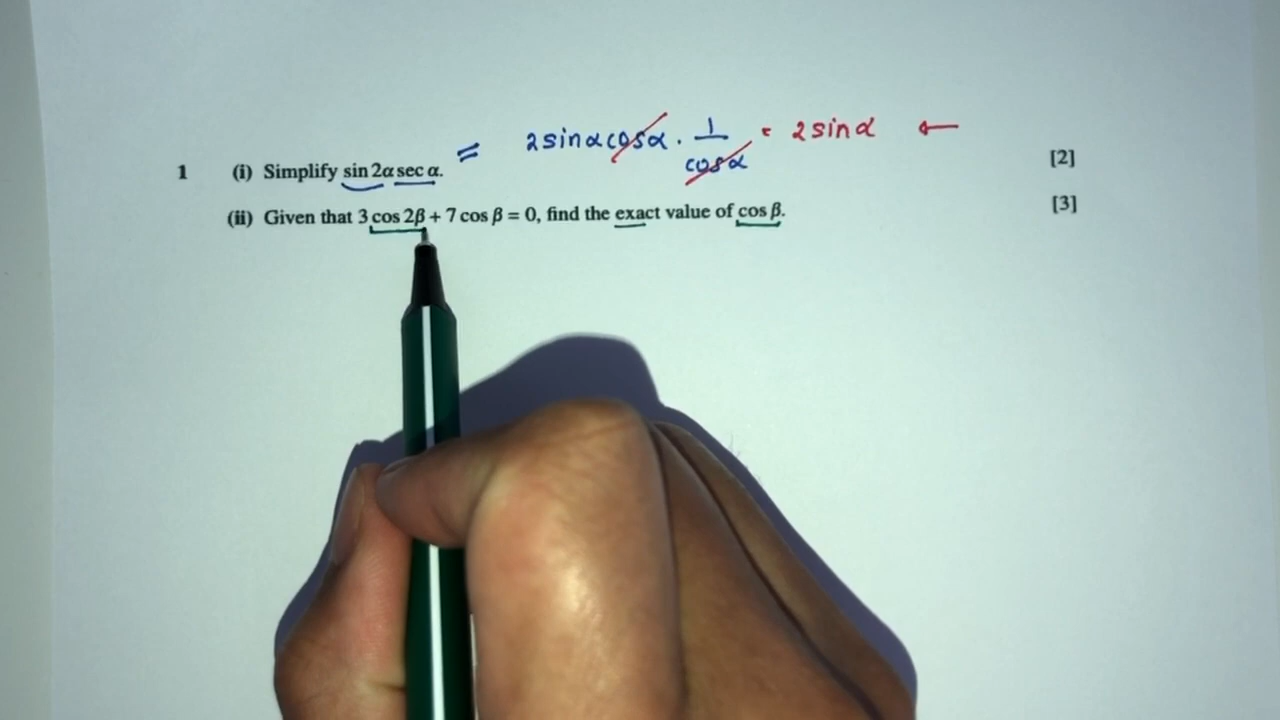 = 2sinαcosα · 1/cosα = 2sinα ←
1 (i) Simplify sin 2α sec α. [2]
(ii) Given that 3 cos 2β + 7 cos β = 0, find the exact value of cos β. [3]